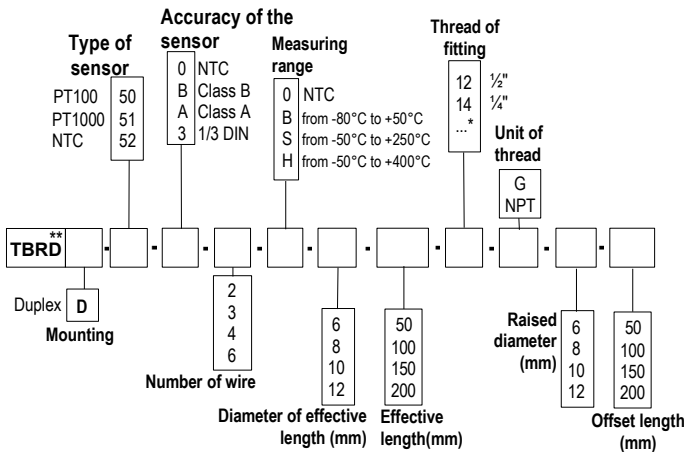 Type of
sensor
PT100 50
PT1000 51
NTC 52
Accuracy of the
sensor
0 NTC
B Class B
A Class A
3 1/3 DIN
Measuring
range
0 NTC
B from -80°C to +50°C
S from -50°C to +250°C
H from -50°C to +400°C
Thread of
fitting
12 ½"
14 ¼"
...*
Unit of
thread
G
NPT
TBRD** - - - - - - - - - -
Duplex D
Mounting
2
3
4
6
Number of wire
6
8
10
12
Diameter of effective
length (mm)
50
100
150
200
Effective
length(mm)
Raised
diameter
(mm)
6
8
10
12
50
100
150
200
Offset length
(mm)